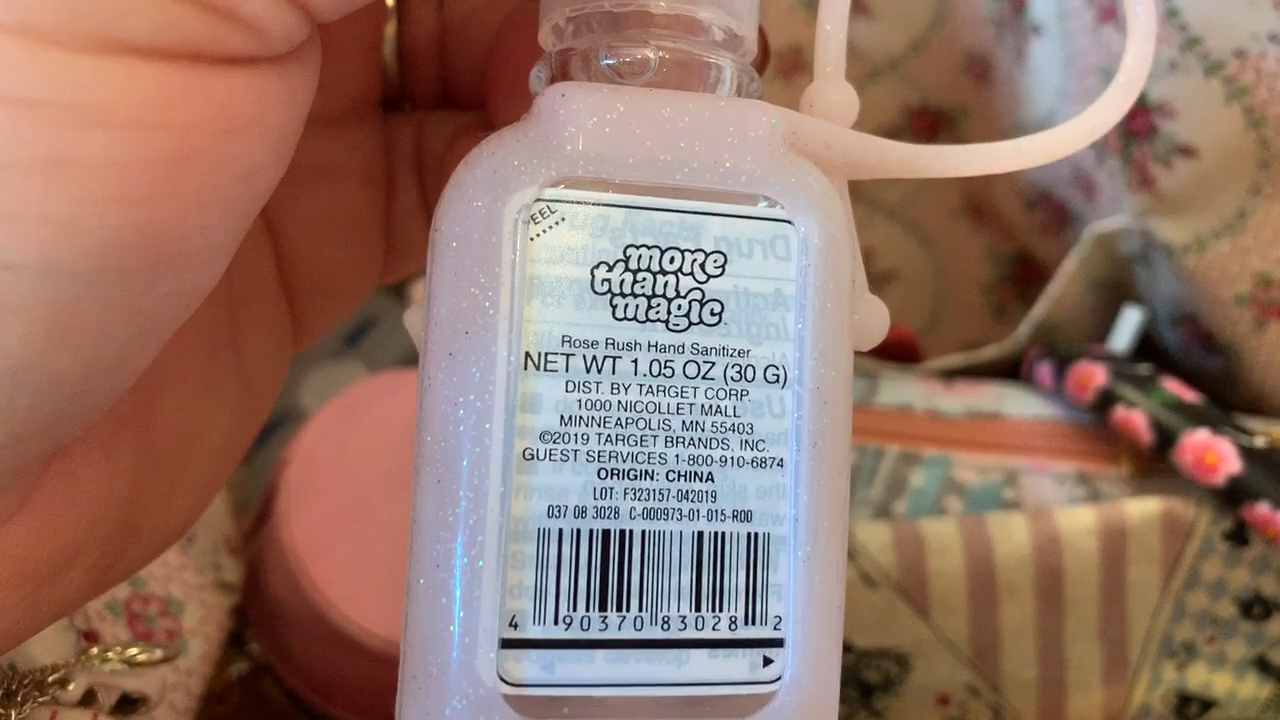 more
than
magic
Rose Rush Hand Sanitizer
NET WT 1.05 OZ (30 G)
DIST. BY TARGET CORP.
1000 NICOLLET MALL
MINNEAPOLIS, MN 55403
©2019 TARGET BRANDS, INC.
GUEST SERVICES 1-800-910-6874
ORIGIN: CHINA
LOT: F323157-042019
037 08 3028 C-000973-01-015-R00
4 90370 83028 2